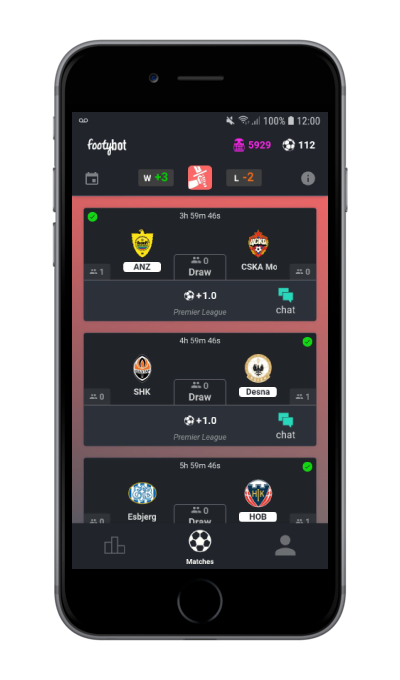 100% 12:00
footybot 5929 112
W +3 L -2
3h 59m 46s
ANZ CSKA Mo
1 0 Draw 0
+1.0
Premier League chat
4h 59m 46s
SHK Desna
0 0 Draw 1
+1.0
Premier League chat
5h 59m 46s
Esbjerg HOB
0 0 Draw 1
Matches